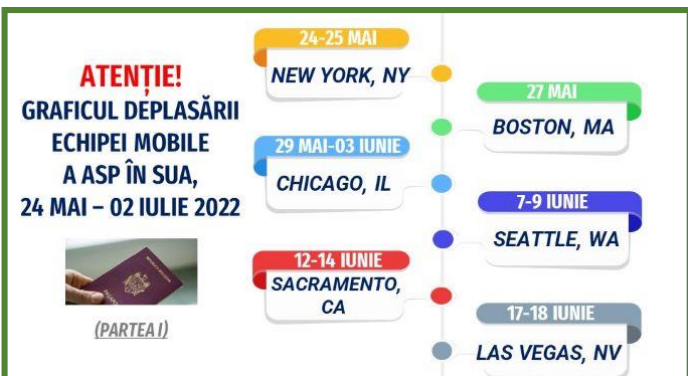 ATENȚIE!
GRAFICUL DEPLASĂRII
ECHIPEI MOBILE
A ASP ÎN SUA,
24 MAI – 02 IULIE 2022
(PARTEA I)
24-25 MAI
NEW YORK, NY
27 MAI
BOSTON, MA
29 MAI-03 IUNIE
CHICAGO, IL
7-9 IUNIE
SEATTLE, WA
12-14 IUNIE
SACRAMENTO,
CA
17-18 IUNIE
LAS VEGAS, NV